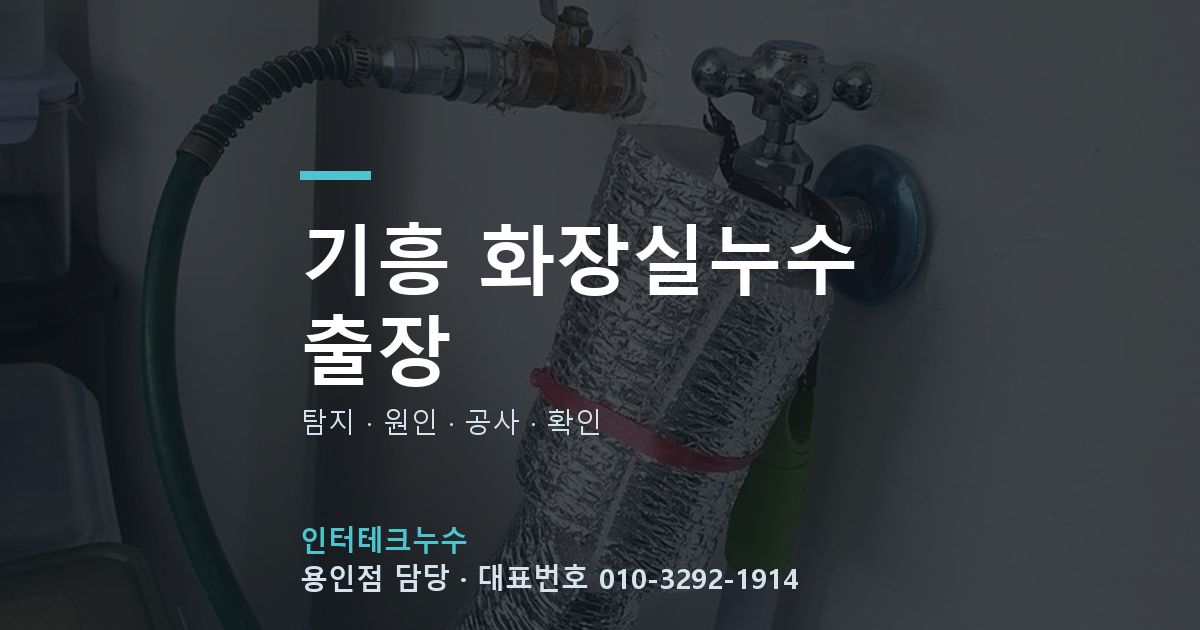 기흥 화장실누수
출장
탐지 · 원인 · 공사 · 확인
인터테크누수
용인점 담당 · 대표번호 010-3292-1914